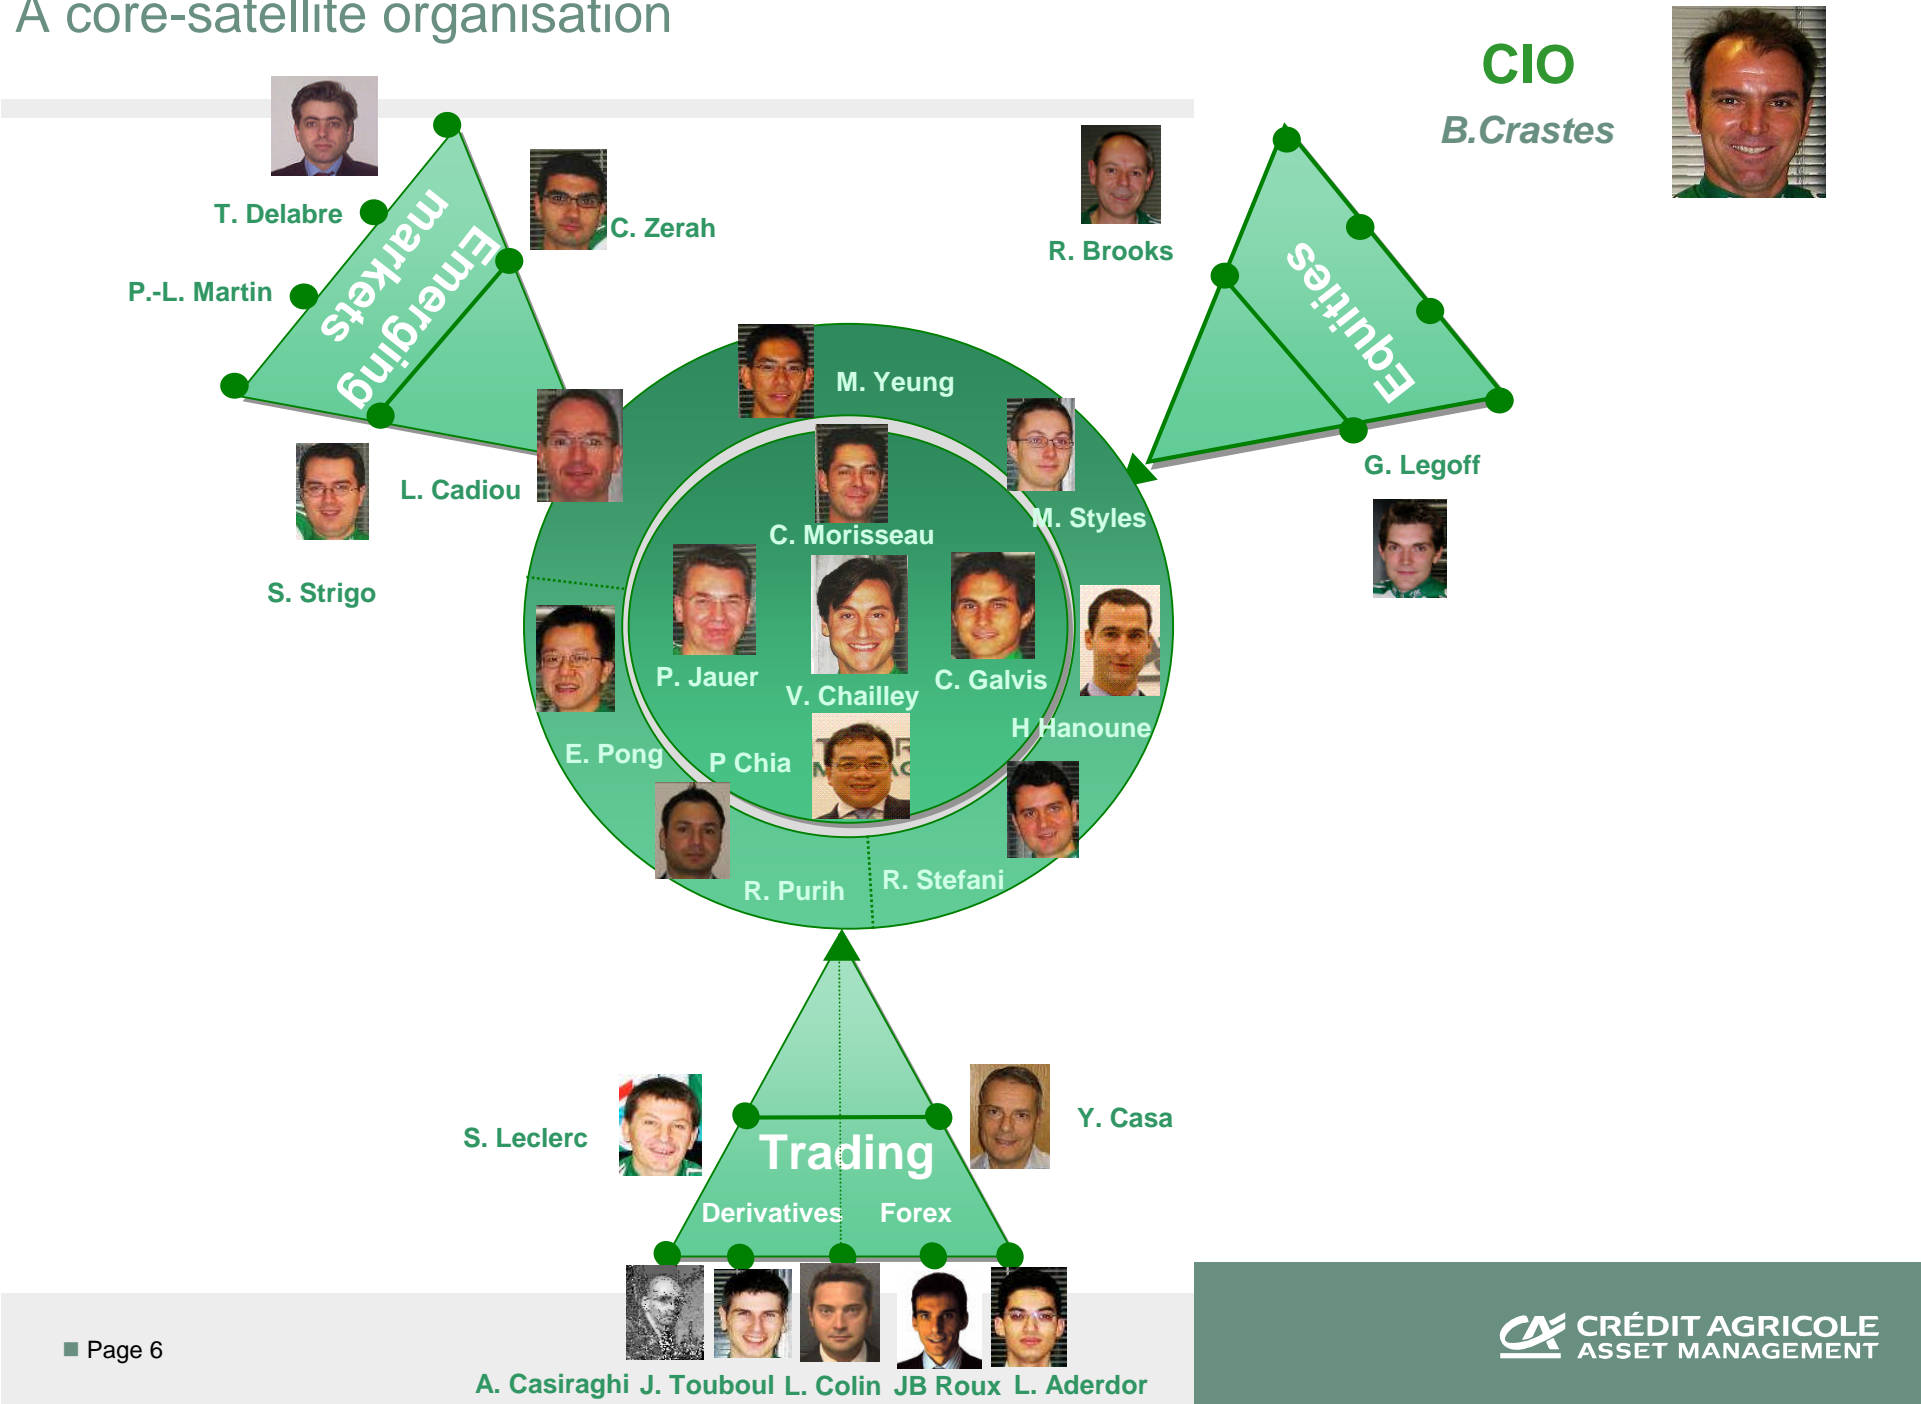 A core-satellite organisation
CIO
B.Crastes
T. Delabre
C. Zerah
R. Brooks
P.-L. Martin
Emerging
markets
Equities
M. Yeung
L. Cadiou
G. Legoff
M. Styles
C. Morisseau
S. Strigo
P. Jauer
V. Chailley
C. Galvis
H Hanoune
E. Pong
P Chia
R. Purih
R. Stefani
S. Leclerc
Y. Casa
Trading
Derivatives
Forex
A. Casiraghi
J. Touboul
L. Colin
JB Roux
L. Aderdor
Page 6
CRÉDIT AGRICOLE
ASSET MANAGEMENT